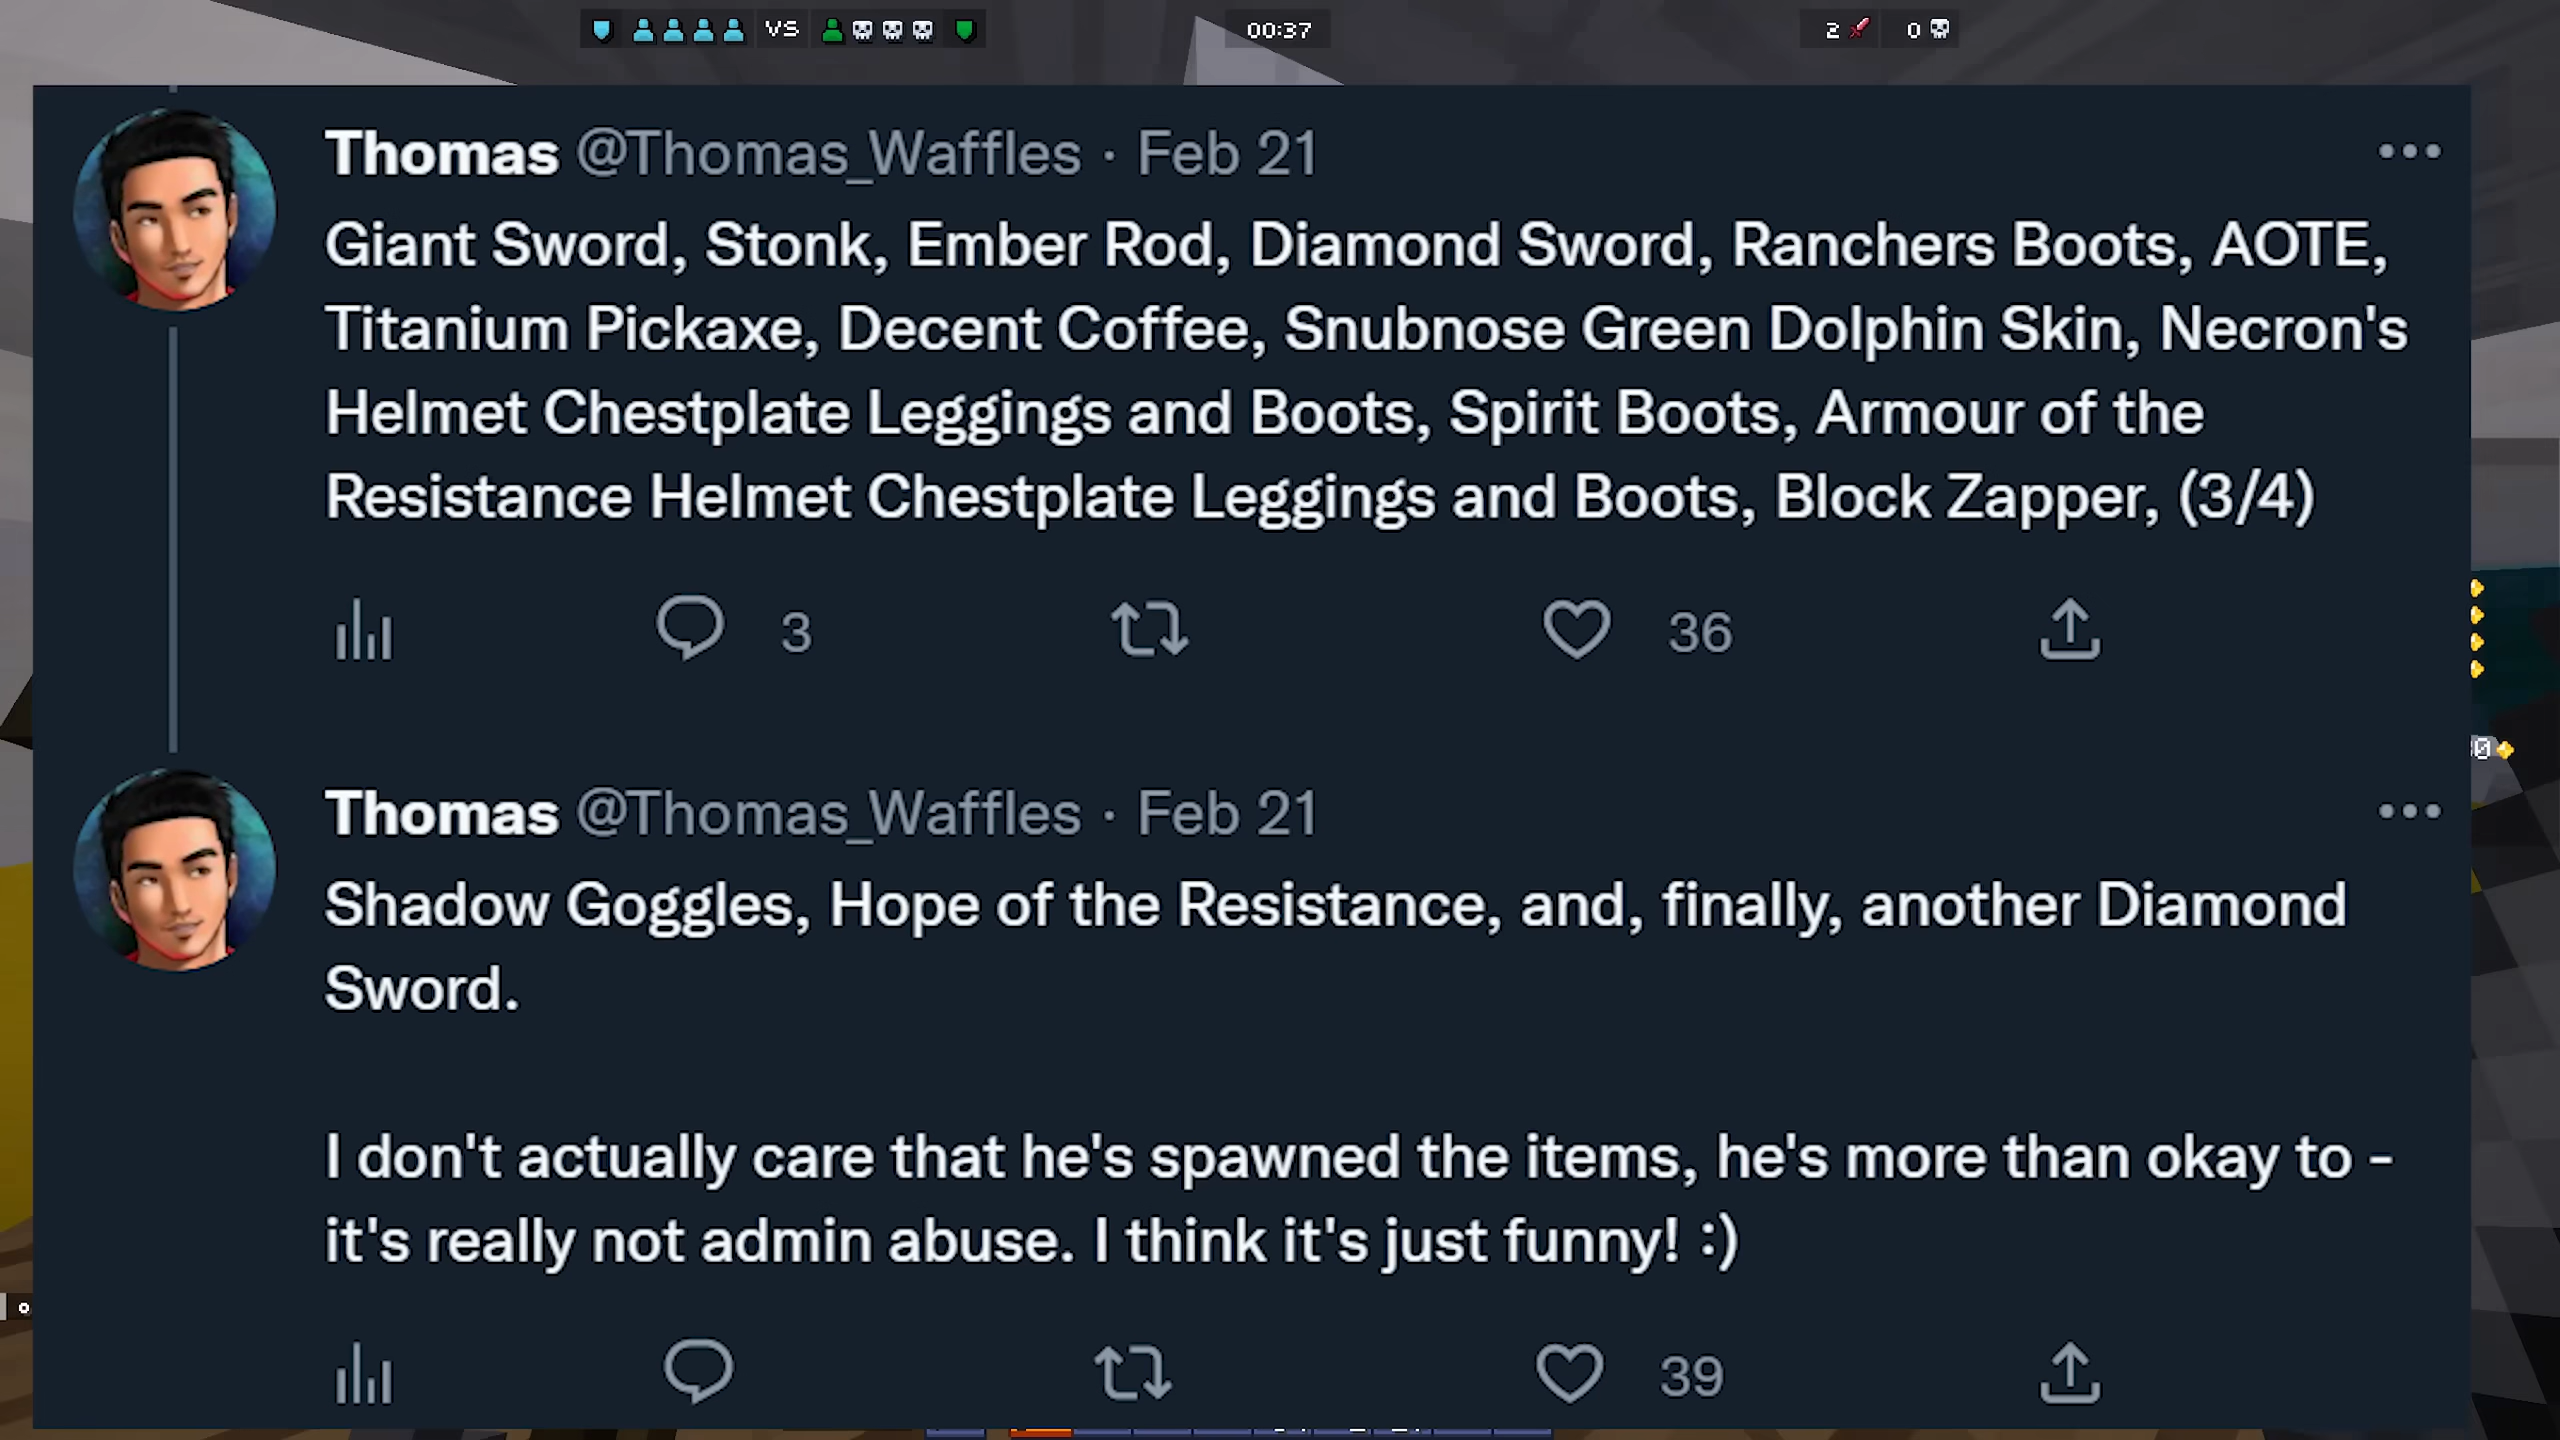 VS
00:37
2
0
Thomas @Thomas_Waffles · Feb 21
Giant Sword, Stonk, Ember Rod, Diamond Sword, Ranchers Boots, AOTE,
Titanium Pickaxe, Decent Coffee, Snubnose Green Dolphin Skin, Necron's
Helmet Chestplate Leggings and Boots, Spirit Boots, Armour of the
Resistance Helmet Chestplate Leggings and Boots, Block Zapper, (3/4)
3
36
Thomas @Thomas_Waffles · Feb 21
Shadow Goggles, Hope of the Resistance, and, finally, another Diamond
Sword.
I don't actually care that he's spawned the items, he's more than okay to -
it's really not admin abuse. I think it's just funny! :)
39